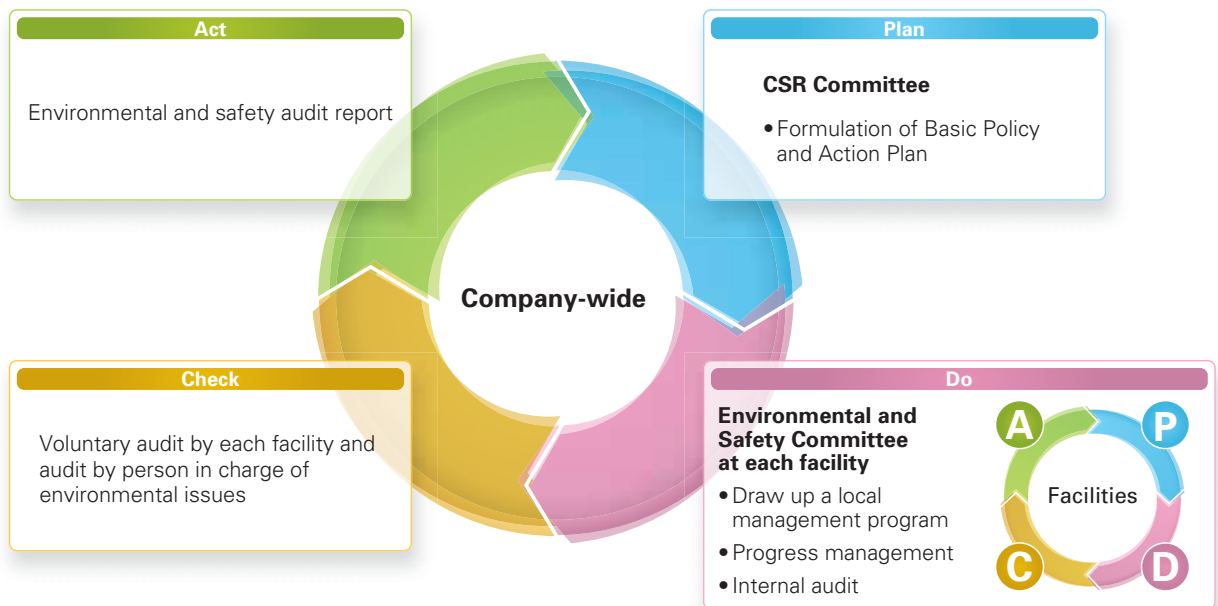 Act
Environmental and safety audit report
Plan
CSR Committee
•Formulation of Basic Policy
and Action Plan
Company-wide
Check
Voluntary audit by each facility and
audit by person in charge of
environmental issues
Do
Environmental and
Safety Committee
at each facility
•Draw up a local
management program
•Progress management
•Internal audit
A
P
Facilities
C
D